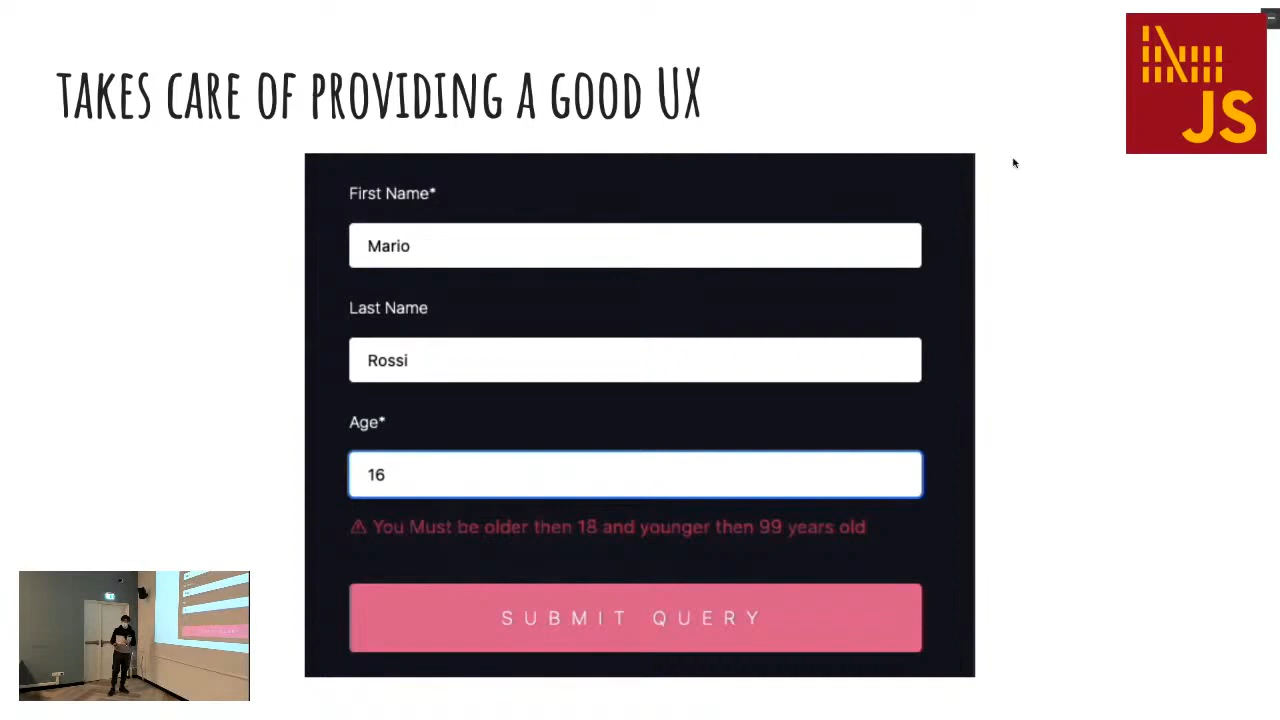 TAKES CARE OF PROVIDING A GOOD UX
JS
First Name*
Mario
Last Name
Rossi
Age*
16
⚠ You Must be older then 18 and younger then 99 years old
SUBMIT QUERY